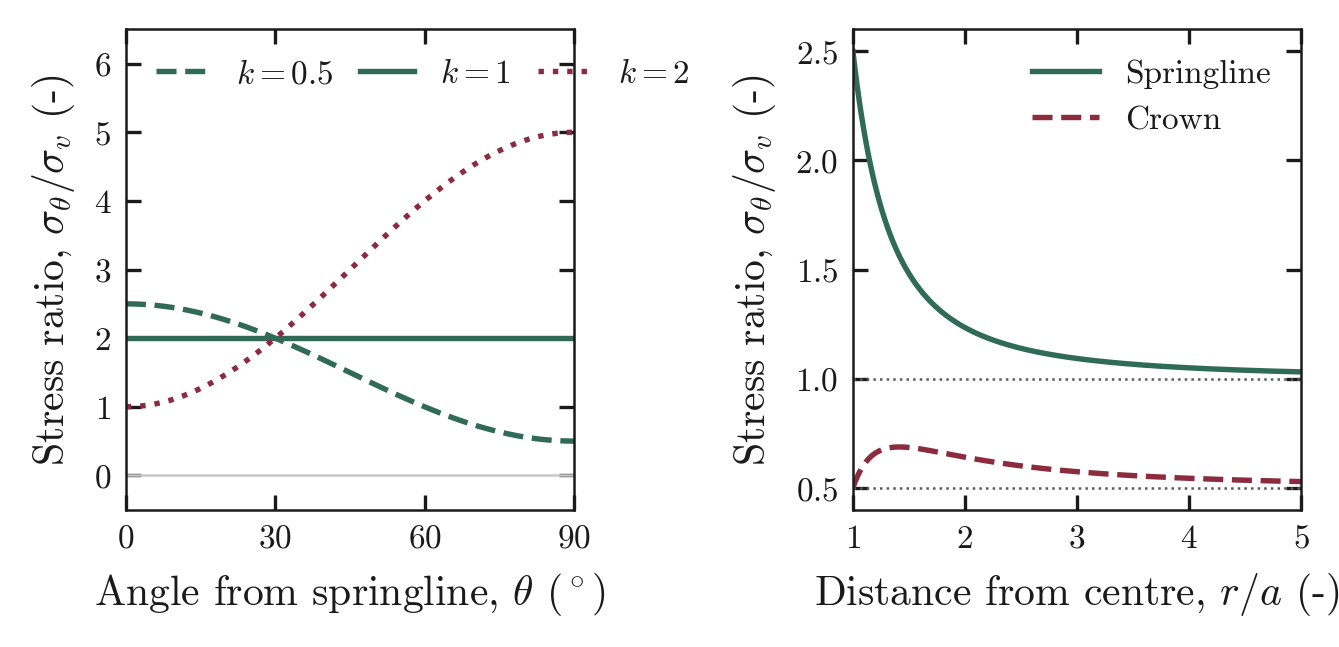 Stress ratio, σθ/σv (-)
6
5
4
3
2
1
0
k = 0.5
k = 1
k = 2
0
30
60
90
Angle from springline, θ (°)
Stress ratio, σθ/σv (-)
2.5
2.0
1.5
1.0
0.5
Springline
Crown
1
2
3
4
5
Distance from centre, r/a (-)